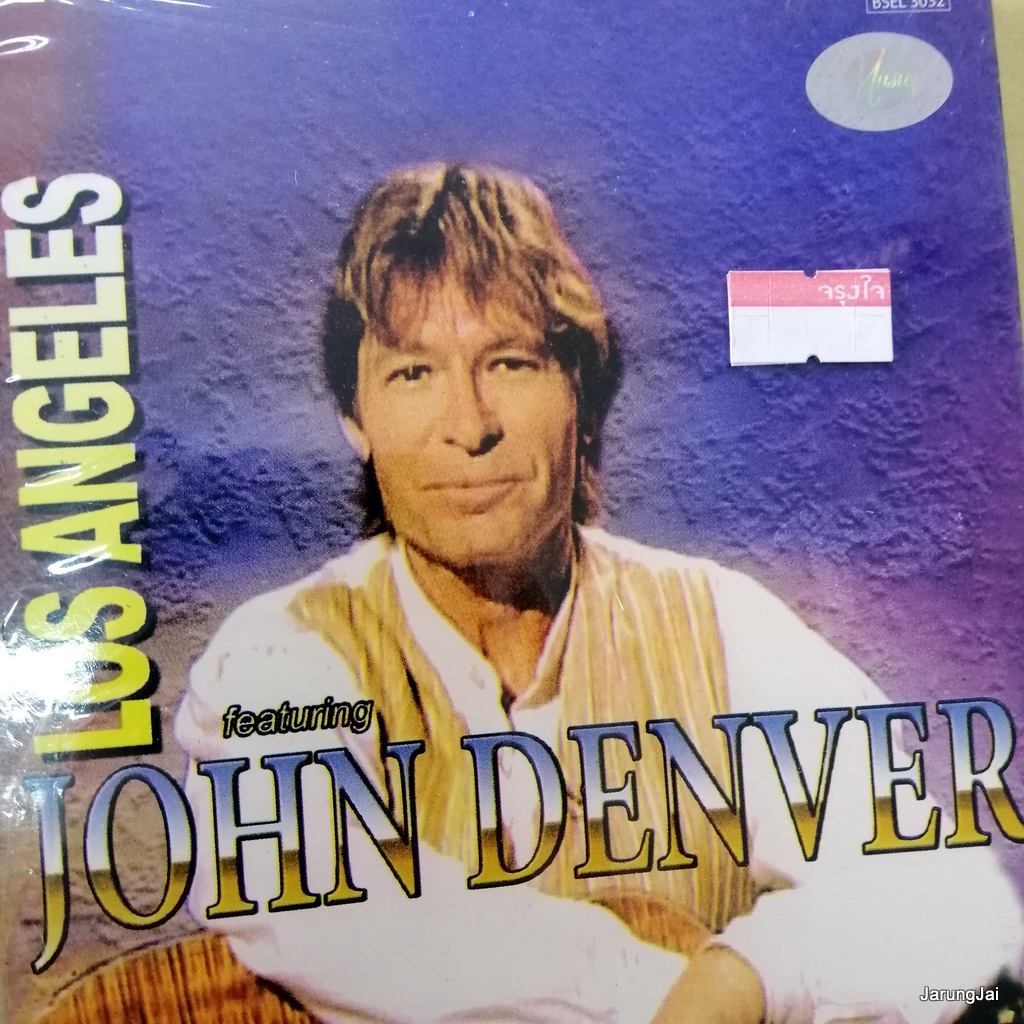 BSEL 3032
Music
จรุงใจ
LOS ANGELES
featuring
JOHN DENVER
JarungJai